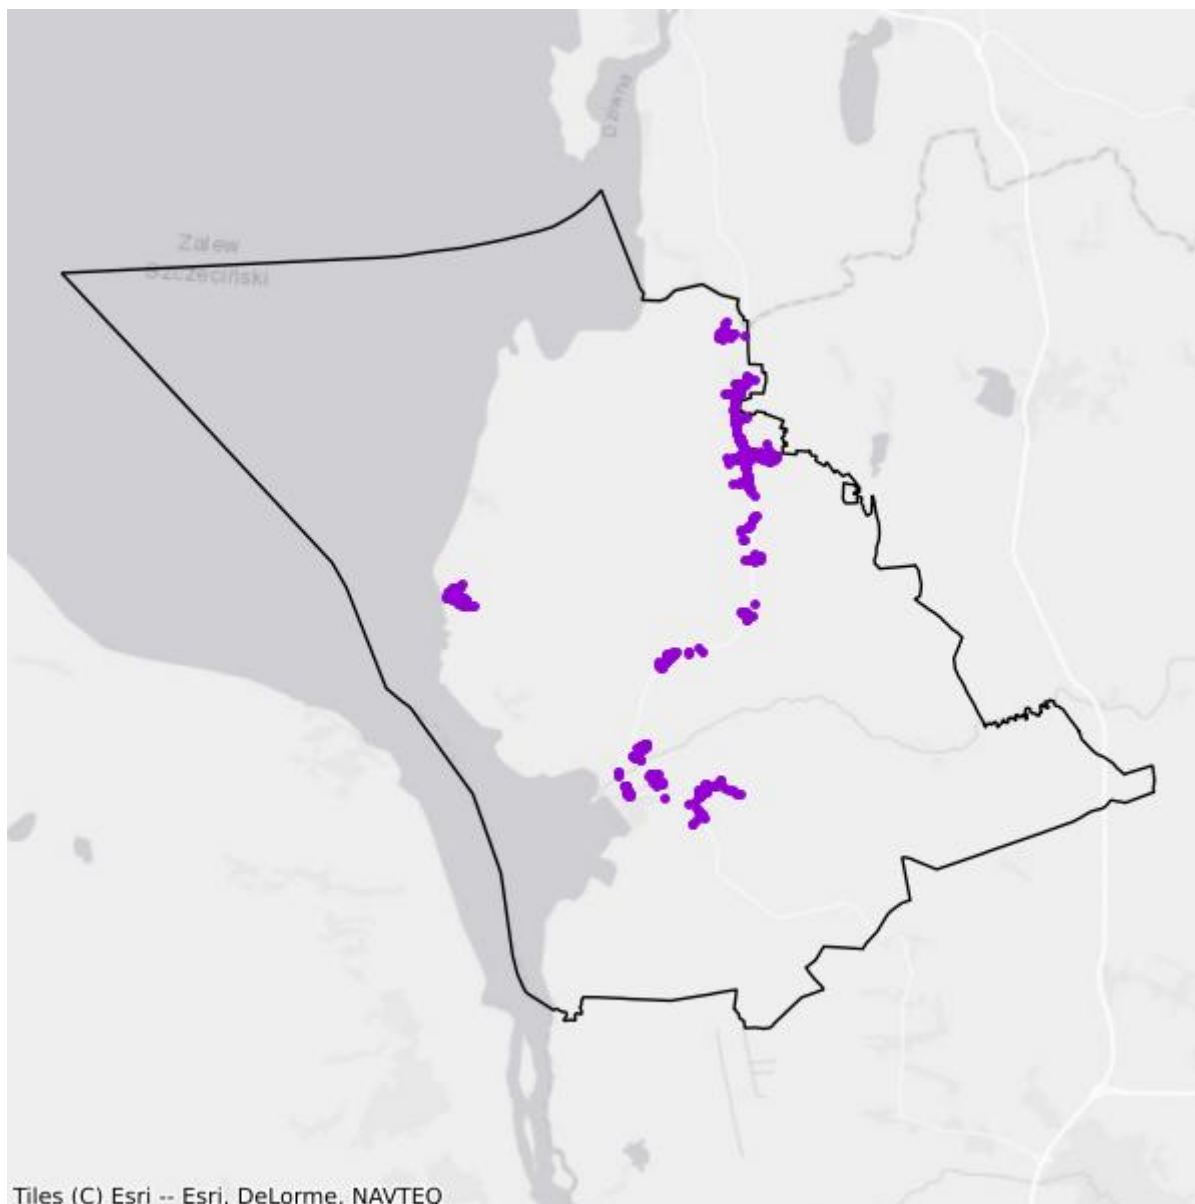 Dziwna
Zalew
Szczeciński
Tiles (C) Esri -- Esri, DeLorme, NAVTEQ